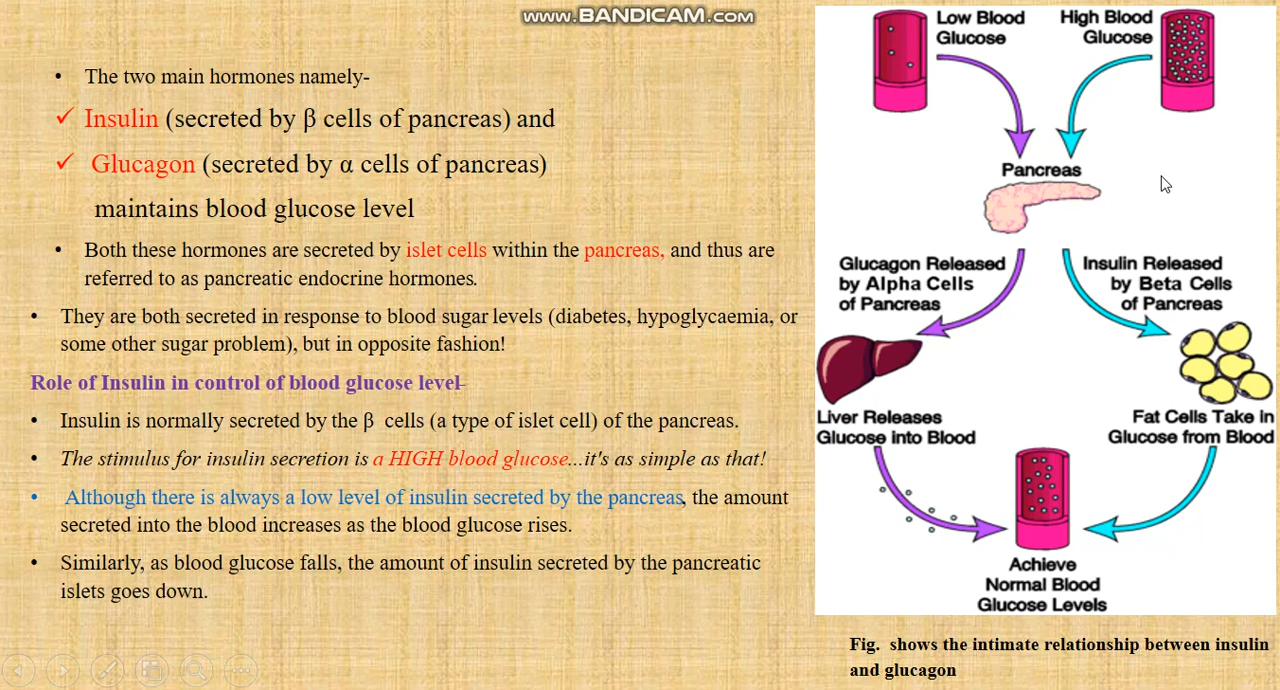 www.BANDICAM.com
• The two main hormones namely-
✓ Insulin (secreted by β cells of pancreas) and
✓ Glucagon (secreted by α cells of pancreas)
maintains blood glucose level
• Both these hormones are secreted by islet cells within the pancreas, and thus are
referred to as pancreatic endocrine hormones.
• They are both secreted in response to blood sugar levels (diabetes, hypoglycaemia, or
some other sugar problem), but in opposite fashion!
Role of Insulin in control of blood glucose level-
• Insulin is normally secreted by the β cells (a type of islet cell) of the pancreas.
• The stimulus for insulin secretion is a HIGH blood glucose...it's as simple as that!
• Although there is always a low level of insulin secreted by the pancreas, the amount
secreted into the blood increases as the blood glucose rises.
• Similarly, as blood glucose falls, the amount of insulin secreted by the pancreatic
islets goes down.
Low Blood
Glucose
High Blood
Glucose
Pancreas
Glucagon Released
by Alpha Cells
of Pancreas
Insulin Released
by Beta Cells
of Pancreas
Liver Releases
Glucose into Blood
Fat Cells Take in
Glucose from Blood
Achieve
Normal Blood
Glucose Levels
Fig. shows the intimate relationship between insulin
and glucagon